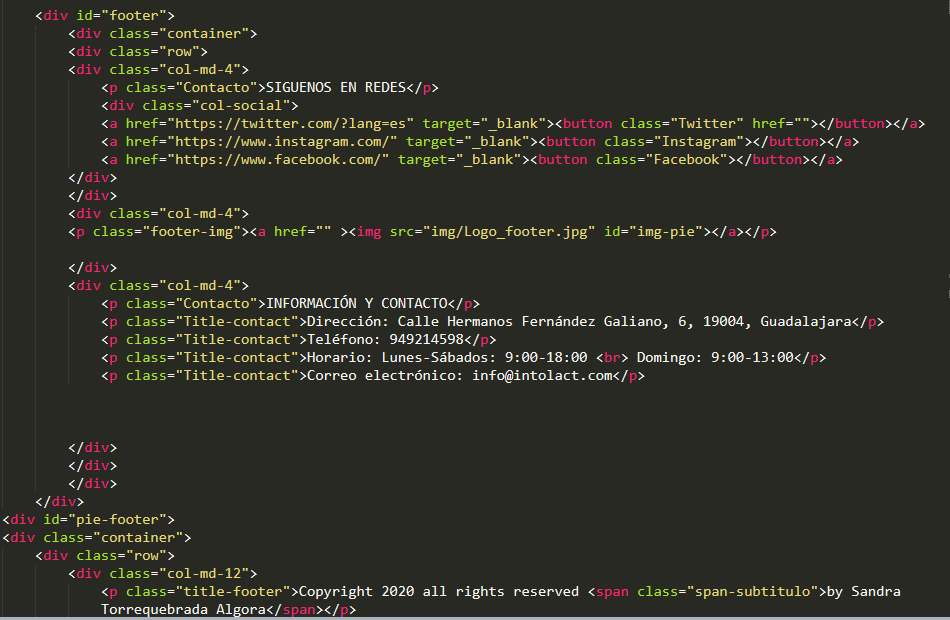 <div id="footer">
<div class="container">
<div class="row">
<div class="col-md-4">
<p class="Contacto">SIGUENOS EN REDES</p>
<div class="col-social">
<a href="https://twitter.com/?lang=es" target="_blank"><button class="Twitter" href=""></button></a>
<a href="https://www.instagram.com/" target="_blank"><button class="Instagram"></button></a>
<a href="https://www.facebook.com/" target="_blank"><button class="Facebook"></button></a>
</div>
</div>
<div class="col-md-4">
<p class="footer-img"><a href="" ><img src="img/Logo_footer.jpg" id="img-pie"></a></p>
</div>
<div class="col-md-4">
<p class="Contacto">INFORMACIÓN Y CONTACTO</p>
<p class="Title-contact">Dirección: Calle Hermanos Fernández Galiano, 6, 19004, Guadalajara</p>
<p class="Title-contact">Teléfono: 949214598</p>
<p class="Title-contact">Horario: Lunes-Sábados: 9:00-18:00 <br> Domingo: 9:00-13:00</p>
<p class="Title-contact">Correo electrónico: info@intolact.com</p>
</div>
</div>
</div>
</div>
<div id="pie-footer">
<div class="container">
<div class="row">
<div class="col-md-12">
<p class="title-footer">Copyright 2020 all rights reserved <span class="span-subtitulo">by Sandra
Torrequebrada Algora</span></p>